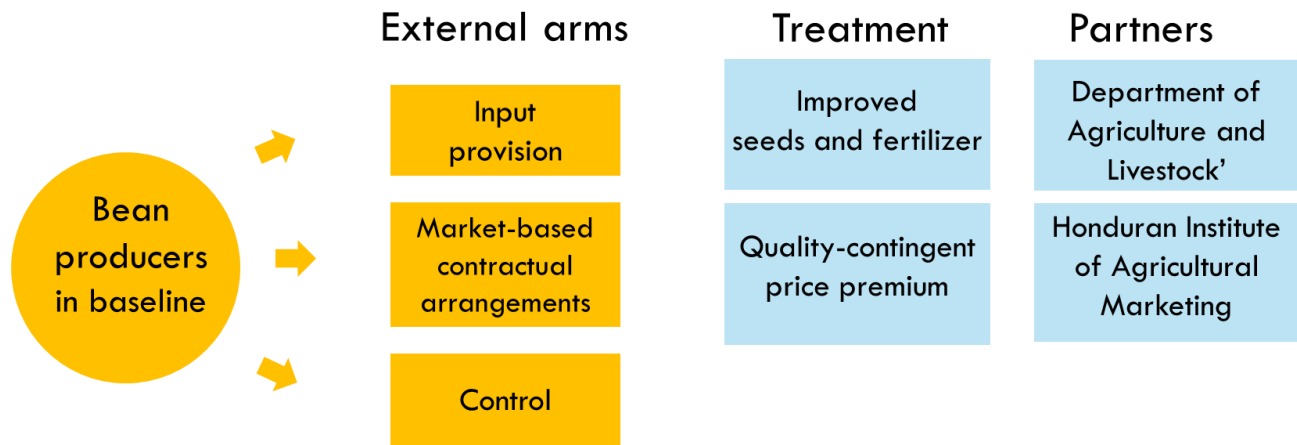 External arms
Treatment
Partners
Bean
producers
in baseline
Input
provision
Improved
seeds and fertilizer
Department of
Agriculture and
Livestock’
Market-based
contractual
arrangements
Quality-contingent
price premium
Honduran Institute
of Agricultural
Marketing
Control